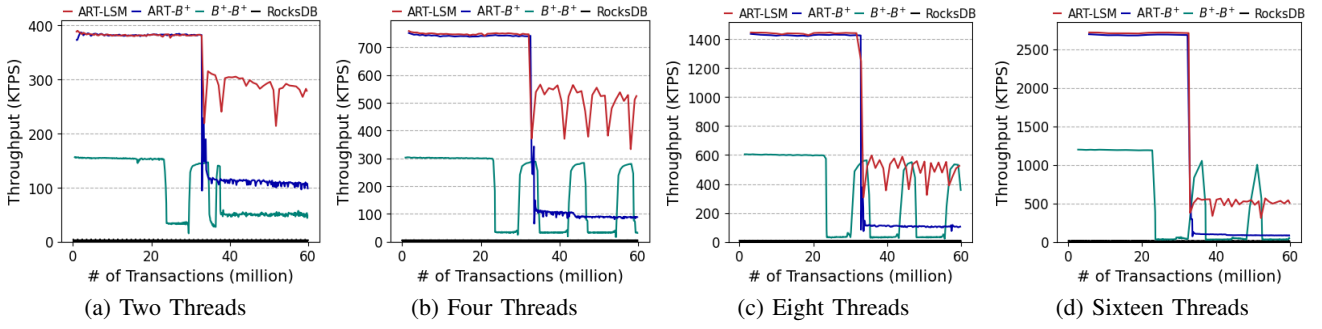 ART-LSM ART-B⁺ B⁺-B⁺ RocksDB
400
300
200
100
0
Throughput (KTPS)
0 20 40 60
# of Transactions (million)
(a) Two Threads
ART-LSM ART-B⁺ B⁺-B⁺ RocksDB
700
600
500
400
300
200
100
0
Throughput (KTPS)
0 20 40 60
# of Transactions (million)
(b) Four Threads
ART-LSM ART-B⁺ B⁺-B⁺ RocksDB
1400
1200
1000
800
600
400
200
0
Throughput (KTPS)
0 20 40 60
# of Transactions (million)
(c) Eight Threads
ART-LSM ART-B⁺ B⁺-B⁺ RocksDB
2500
2000
1500
1000
500
0
Throughput (KTPS)
0 20 40 60
# of Transactions (million)
(d) Sixteen Threads